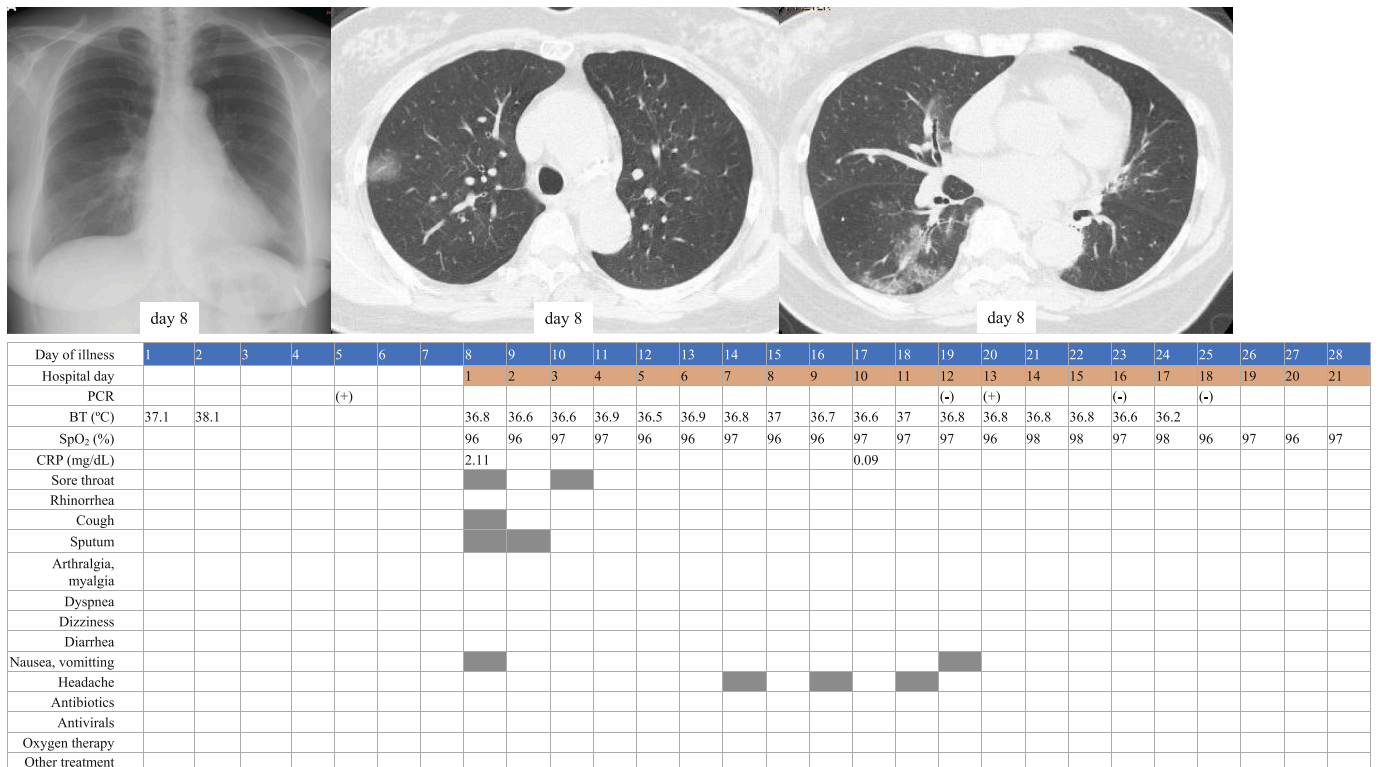 day 8 day 8 day 8
Day of illness 1 2 3 4 5 6 7 8 9 10 11 12 13 14 15 16 17 18 19 20 21 22 23 24 25 26 27 28
Hospital day 1 2 3 4 5 6 7 8 9 10 11 12 13 14 15 16 17 18 19 20 21
PCR (+) (-) (+) (-) (-)
BT (ºC) 37.1 38.1 36.8 36.6 36.6 36.9 36.5 36.9 36.8 37 36.7 36.6 37 36.8 36.8 36.8 36.8 36.6 36.2
SpO₂ (%) 96 96 97 97 96 96 97 96 96 97 97 97 96 98 98 97 98 96 97 96 97
CRP (mg/dL) 2.11 0.09
Sore throat
Rhinorrhea
Cough
Sputum
Arthralgia,
myalgia
Dyspnea
Dizziness
Diarrhea
Nausea, vomitting
Headache
Antibiotics
Antivirals
Oxygen therapy
Other treatment